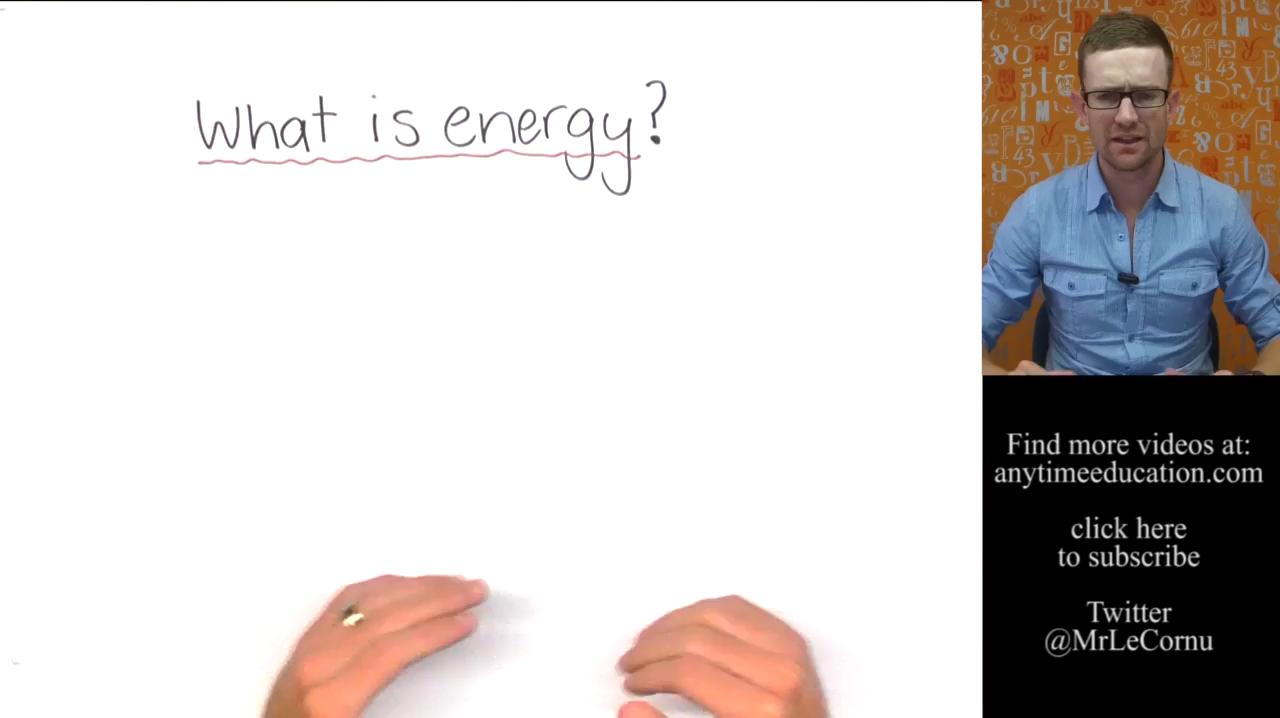 What is energy?
Find more videos at:
anytimeeducation.com
click here
to subscribe
Twitter
@MrLeCornu